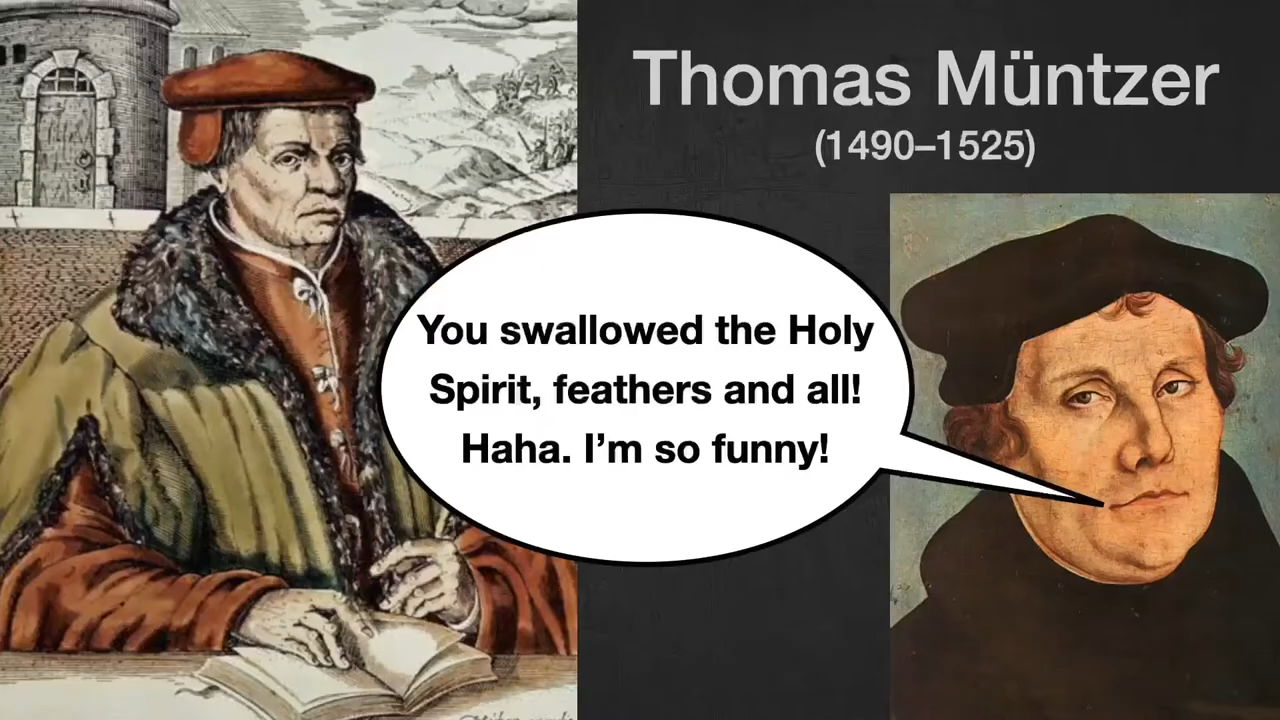 Thomas Müntzer
(1490–1525)
You swallowed the Holy
Spirit, feathers and all!
Haha. I’m so funny!